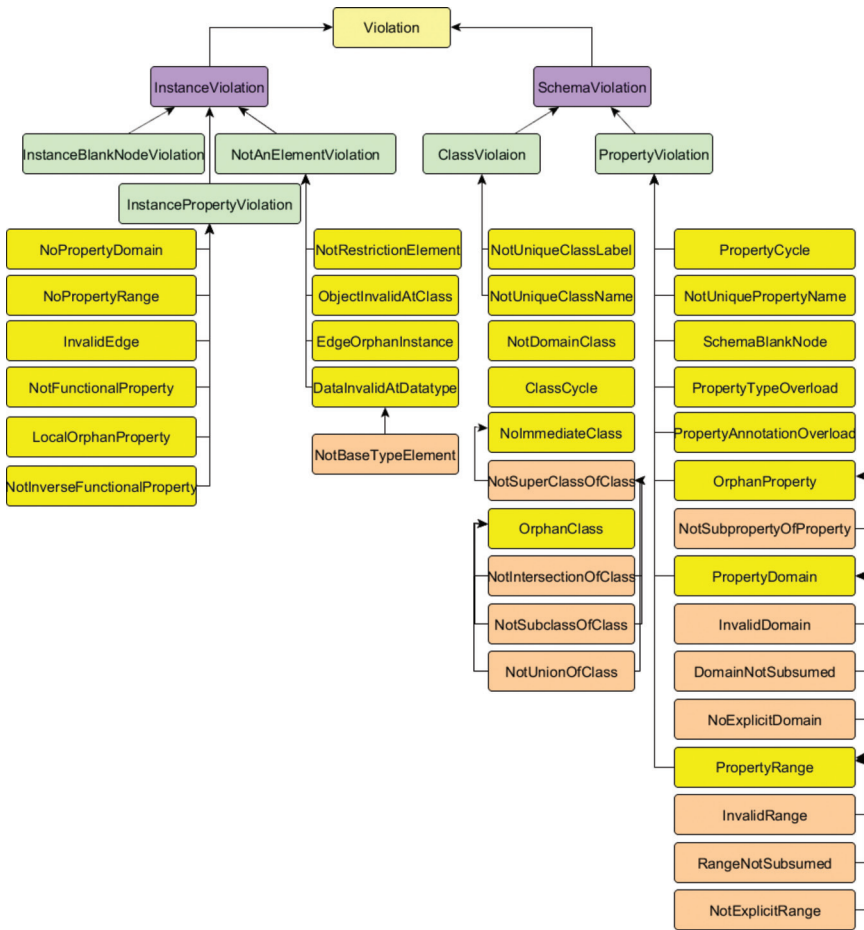 Violation
InstanceViolation
SchemaViolation
InstanceBlankNodeViolation
NotAnElementViolation
ClassViolaion
PropertyViolation
InstancePropertyViolation
NoPropertyDomain
NoPropertyRange
InvalidEdge
NotFunctionalProperty
LocalOrphanProperty
NotInverseFunctionalProperty
NotRestrictionElement
ObjectInvalidAtClass
EdgeOrphanInstance
DataInvalidAtDatatype
NotBaseTypeElement
NotUniqueClassLabel
NotUniqueClassName
NotDomainClass
ClassCycle
NoImmediateClass
NotSuperClassOfClass
OrphanClass
NotIntersectionOfClass
NotSubclassOfClass
NotUnionOfClass
PropertyCycle
NotUniquePropertyName
SchemaBlankNode
PropertyTypeOverload
PropertyAnnotationOverload
OrphanProperty
NotSubpropertyOfProperty
PropertyDomain
InvalidDomain
DomainNotSubsumed
NoExplicitDomain
PropertyRange
InvalidRange
RangeNotSubsumed
NotExplicitRange